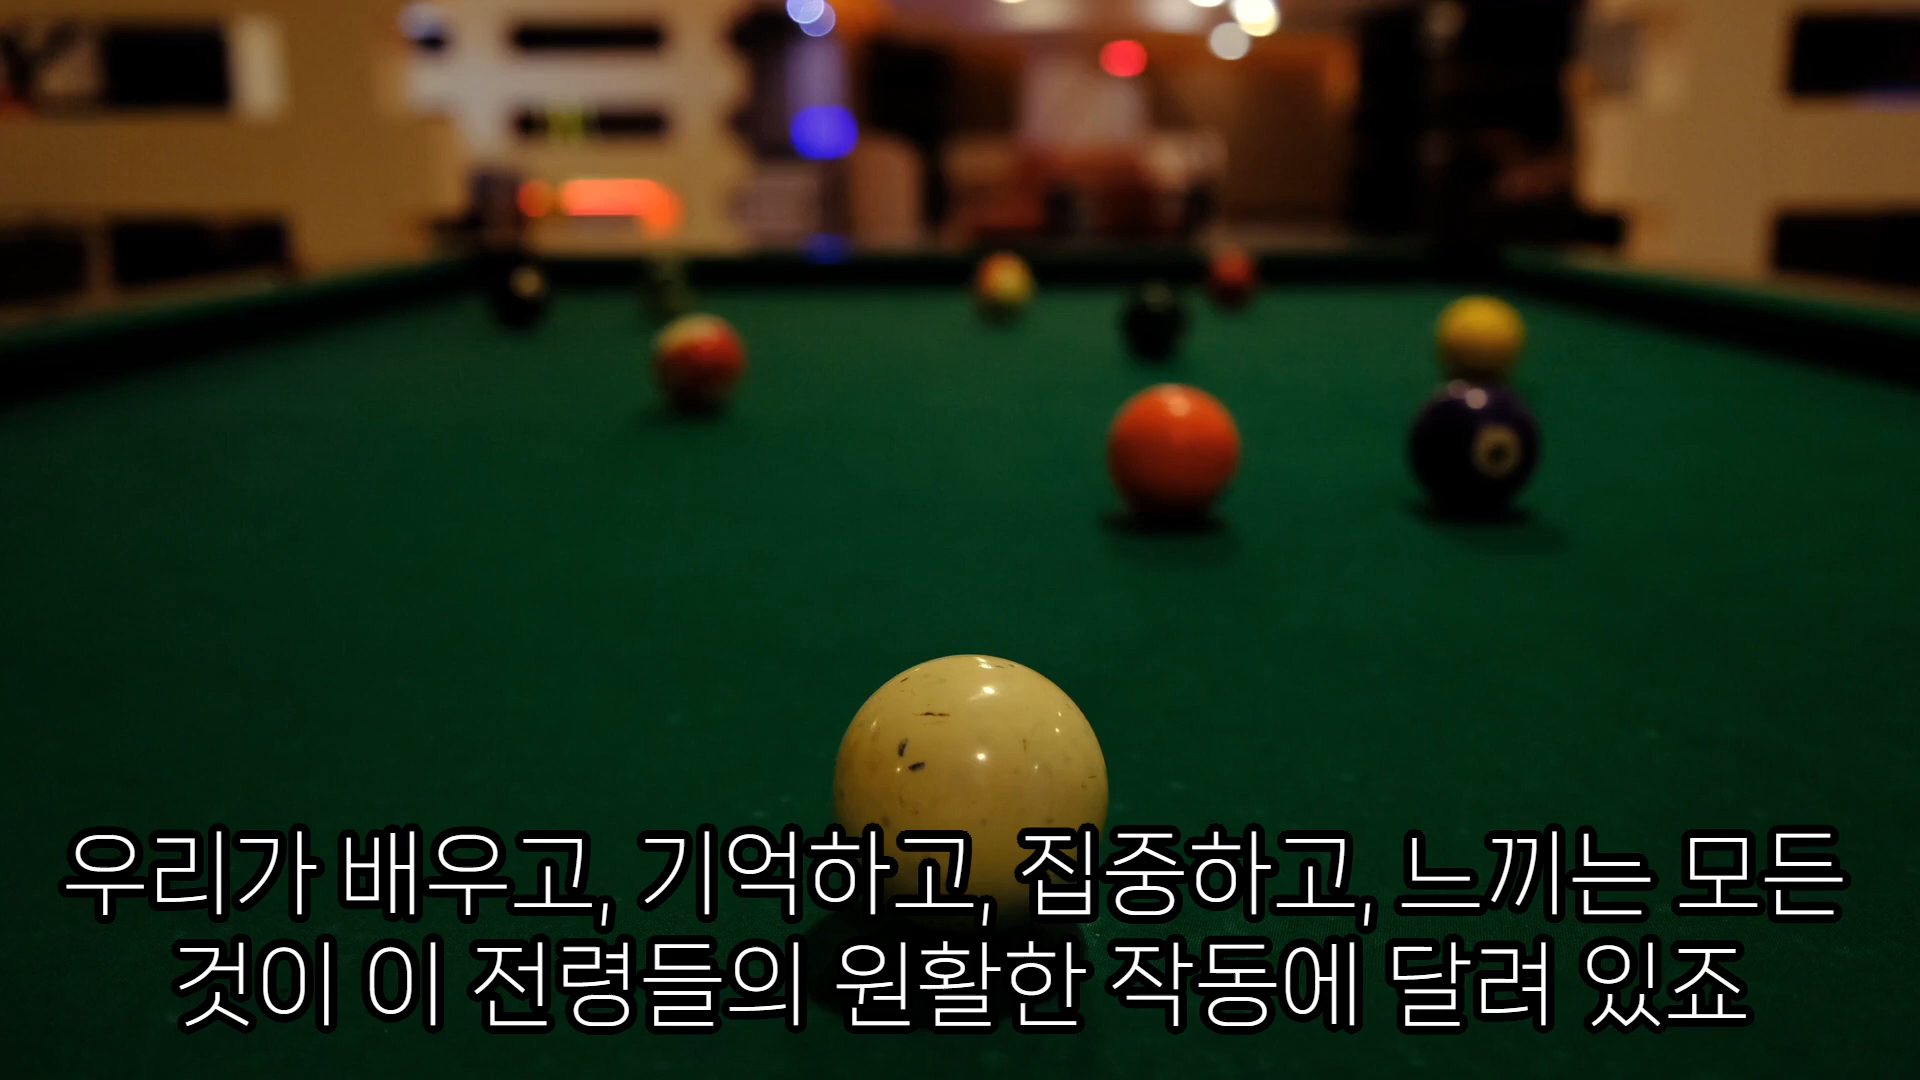 우리가 배우고, 기억하고, 집중하고, 느끼는 모든
것이 이 전령들의 원활한 작동에 달려 있죠